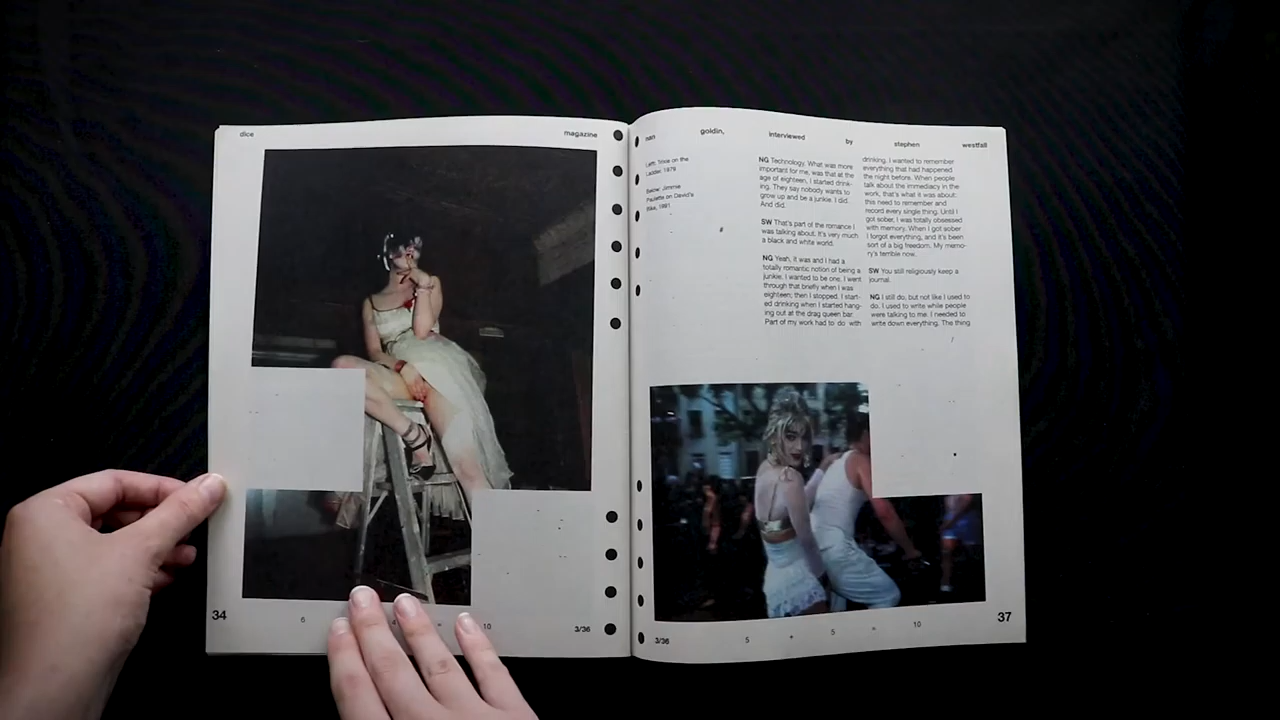 dice magazine
34
6 4 = 10
3/36
nan goldin, interviewed by stephen westfall
Left: Trixie on the
Ladder, 1979
Below: Jimmie
Paulette on David's
Bike, 1991
NG Technology. What was more
important for me, was that at the
age of eighteen, I started drink-
ing. They say nobody wants to
grow up and be a junkie. I did.
And did.
SW That's part of the romance I
was talking about. It's very much
a black and white world.
NG Yeah, it was and I had a
totally romantic notion of being a
junkie. I wanted to be one. I went
through that briefly when I was
eighteen; then I stopped. I start-
ed drinking when I started hang-
ing out at the drag queen bar.
Part of my work had to do with
drinking. I wanted to remember
everything that had happened
the night before. When people
talk about the immediacy in the
work, that's what it was about:
this need to remember and
record every single thing. Until I
got sober, I was totally obsessed
with memory. When I got sober
I forgot everything, and it's been
sort of a big freedom. My memo-
ry's terrible now.
SW You still religiously keep a
journal.
NG I still do, but not like I used to
do. I used to write while people
were talking to me. I needed to
write down everything. The thing
3/36
5 + 5 = 10
37